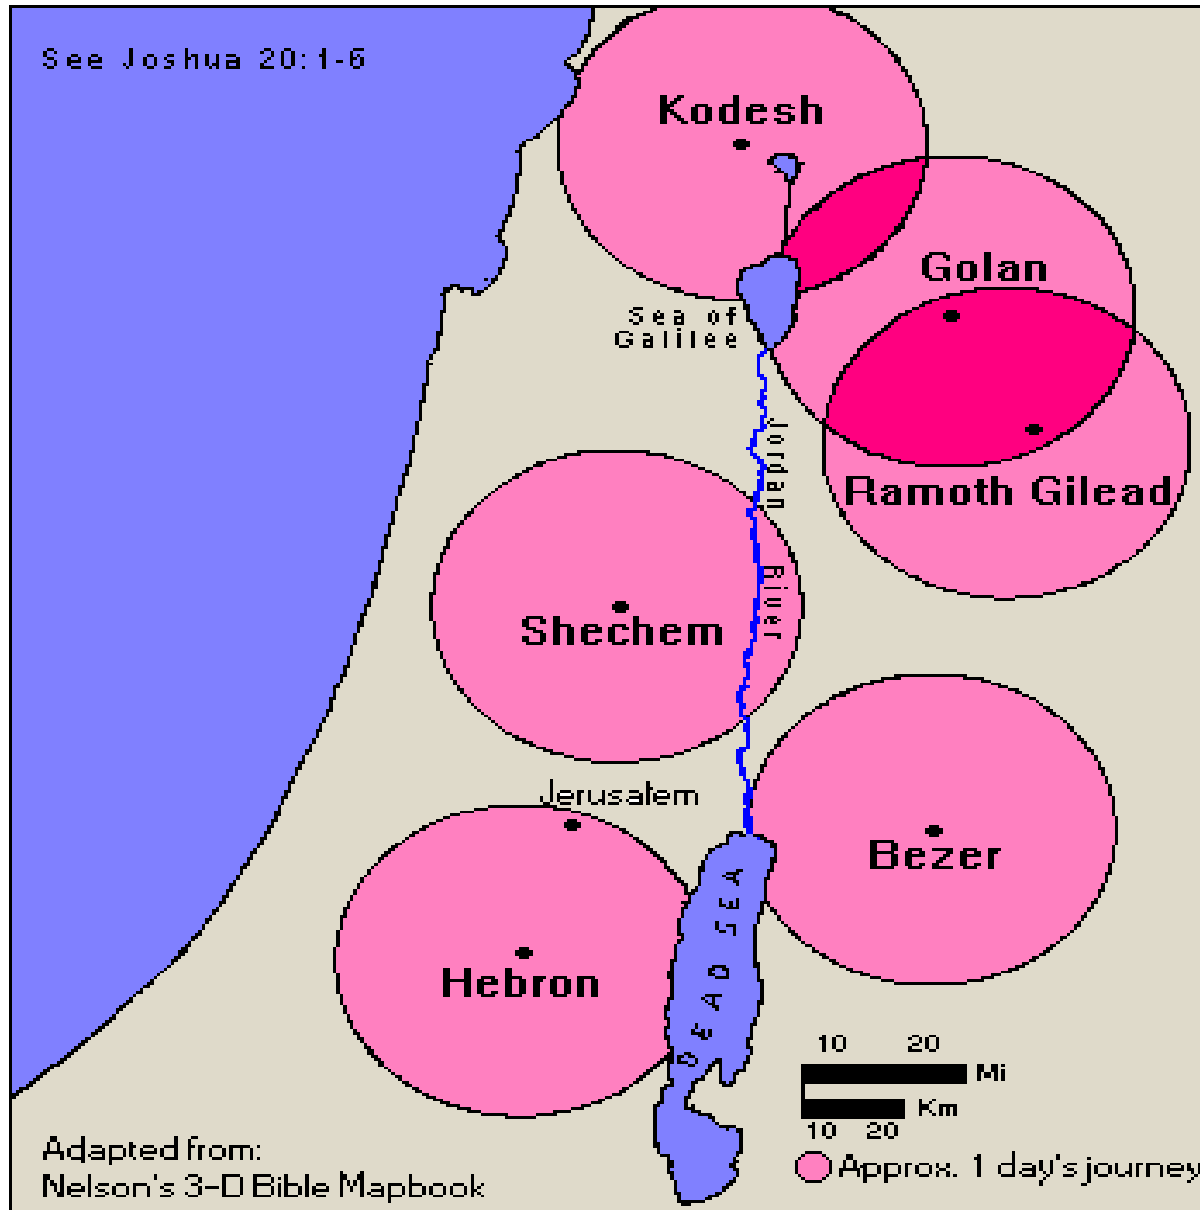 See Joshua 20:1-6
Kodesh
Golan
Sea of
Galilee
Jordan River
Ramoth Gilead
Shechem
Jerusalem
Bezer
DEAD SEA
Hebron
10 20
Mi
Km
10 20
Adapted from:
Nelson's 3-D Bible Mapbook
Approx. 1 day's journey